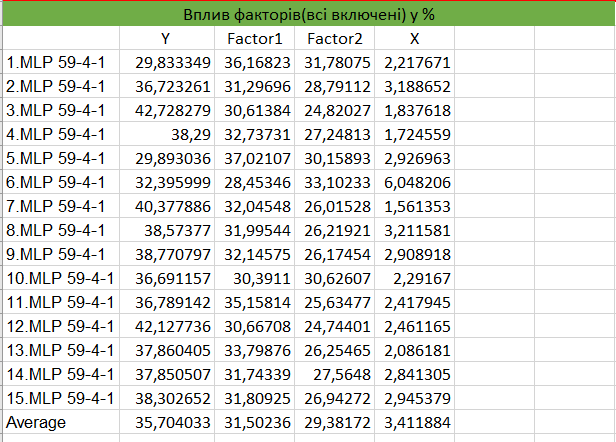 Вплив факторів(всі включені) у %
Y Factor1 Factor2 X
1.MLP 59-4-1 29,833349 36,16823 31,78075 2,217671
2.MLP 59-4-1 36,723261 31,29696 28,79112 3,188652
3.MLP 59-4-1 42,728279 30,61384 24,82027 1,837618
4.MLP 59-4-1 38,29 32,73731 27,24813 1,724559
5.MLP 59-4-1 29,893036 37,02107 30,15893 2,926963
6.MLP 59-4-1 32,395999 28,45346 33,10233 6,048206
7.MLP 59-4-1 40,377886 32,04548 26,01528 1,561353
8.MLP 59-4-1 38,57377 31,99544 26,21921 3,211581
9.MLP 59-4-1 38,770797 32,14575 26,17454 2,908918
10.MLP 59-4-1 36,691157 30,3911 30,62607 2,29167
11.MLP 59-4-1 36,789142 35,15814 25,63477 2,417945
12.MLP 59-4-1 42,127736 30,66708 24,74401 2,461165
13.MLP 59-4-1 37,860405 33,79876 26,25465 2,086181
14.MLP 59-4-1 37,850507 31,74339 27,5648 2,841305
15.MLP 59-4-1 38,302652 31,80925 26,94272 2,945379
Average 35,704033 31,50236 29,38172 3,411884